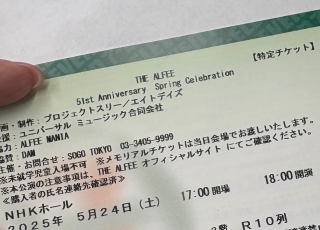 [特定チケット]
THE ALFEE
51st Anniversary Spring Celebration
画・制作：プロジェクトスリー／エイトデイズ
援：ユニバーサル ミュージック合同会社
協力：ALFEE MANIA
協賛：DAM
主催・お問合せ：SOGO TOKYO 03-3405-9999
※未就学児童入場不可 ※メモリアルチケットは当日会場でお渡しいたします。
※本公演の注意事項は、THE ALFEE オフィシャルサイト にてご確認ください。
≪購入者の氏名連絡先確認済≫
17:00開場 18:00開演
NHKホール
2025年 5月24日(土)
3階 R10列